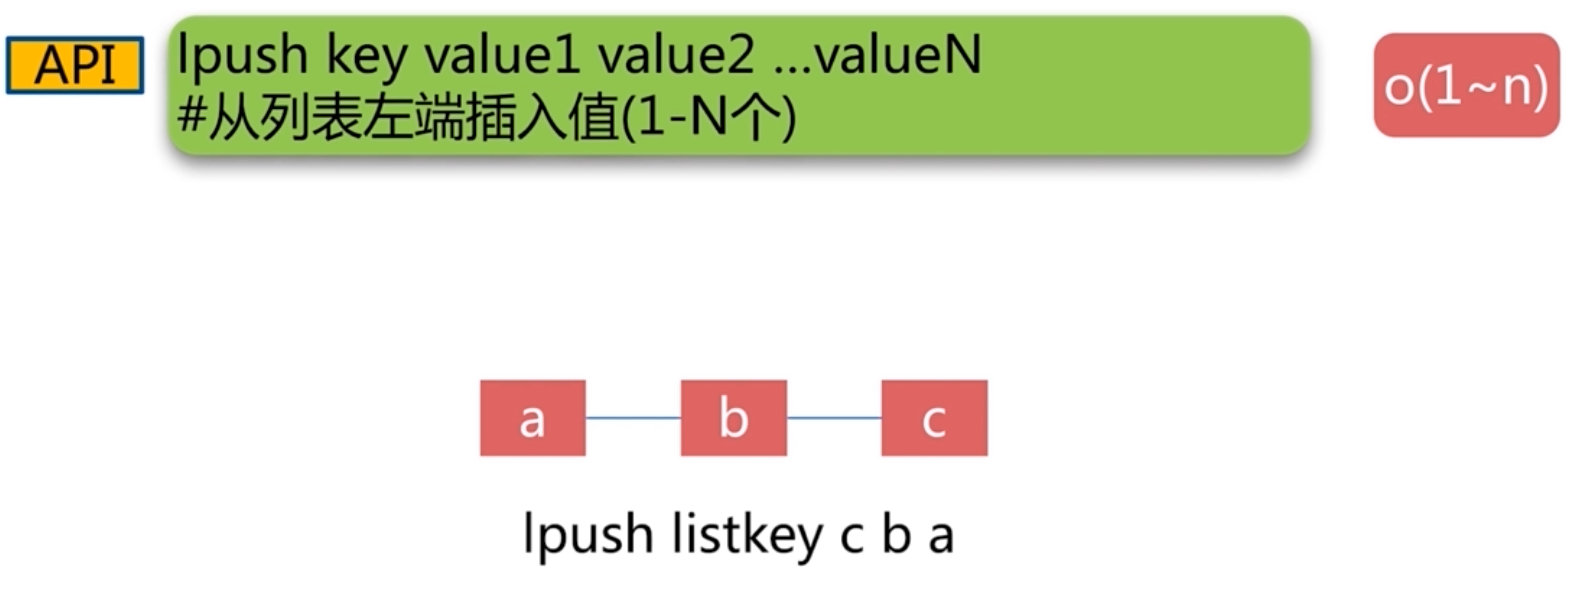 API
lpush key value1 value2 ...valueN
#从列表左端插入值(1-N个)
o(1~n)
a
b
c
lpush listkey c b a